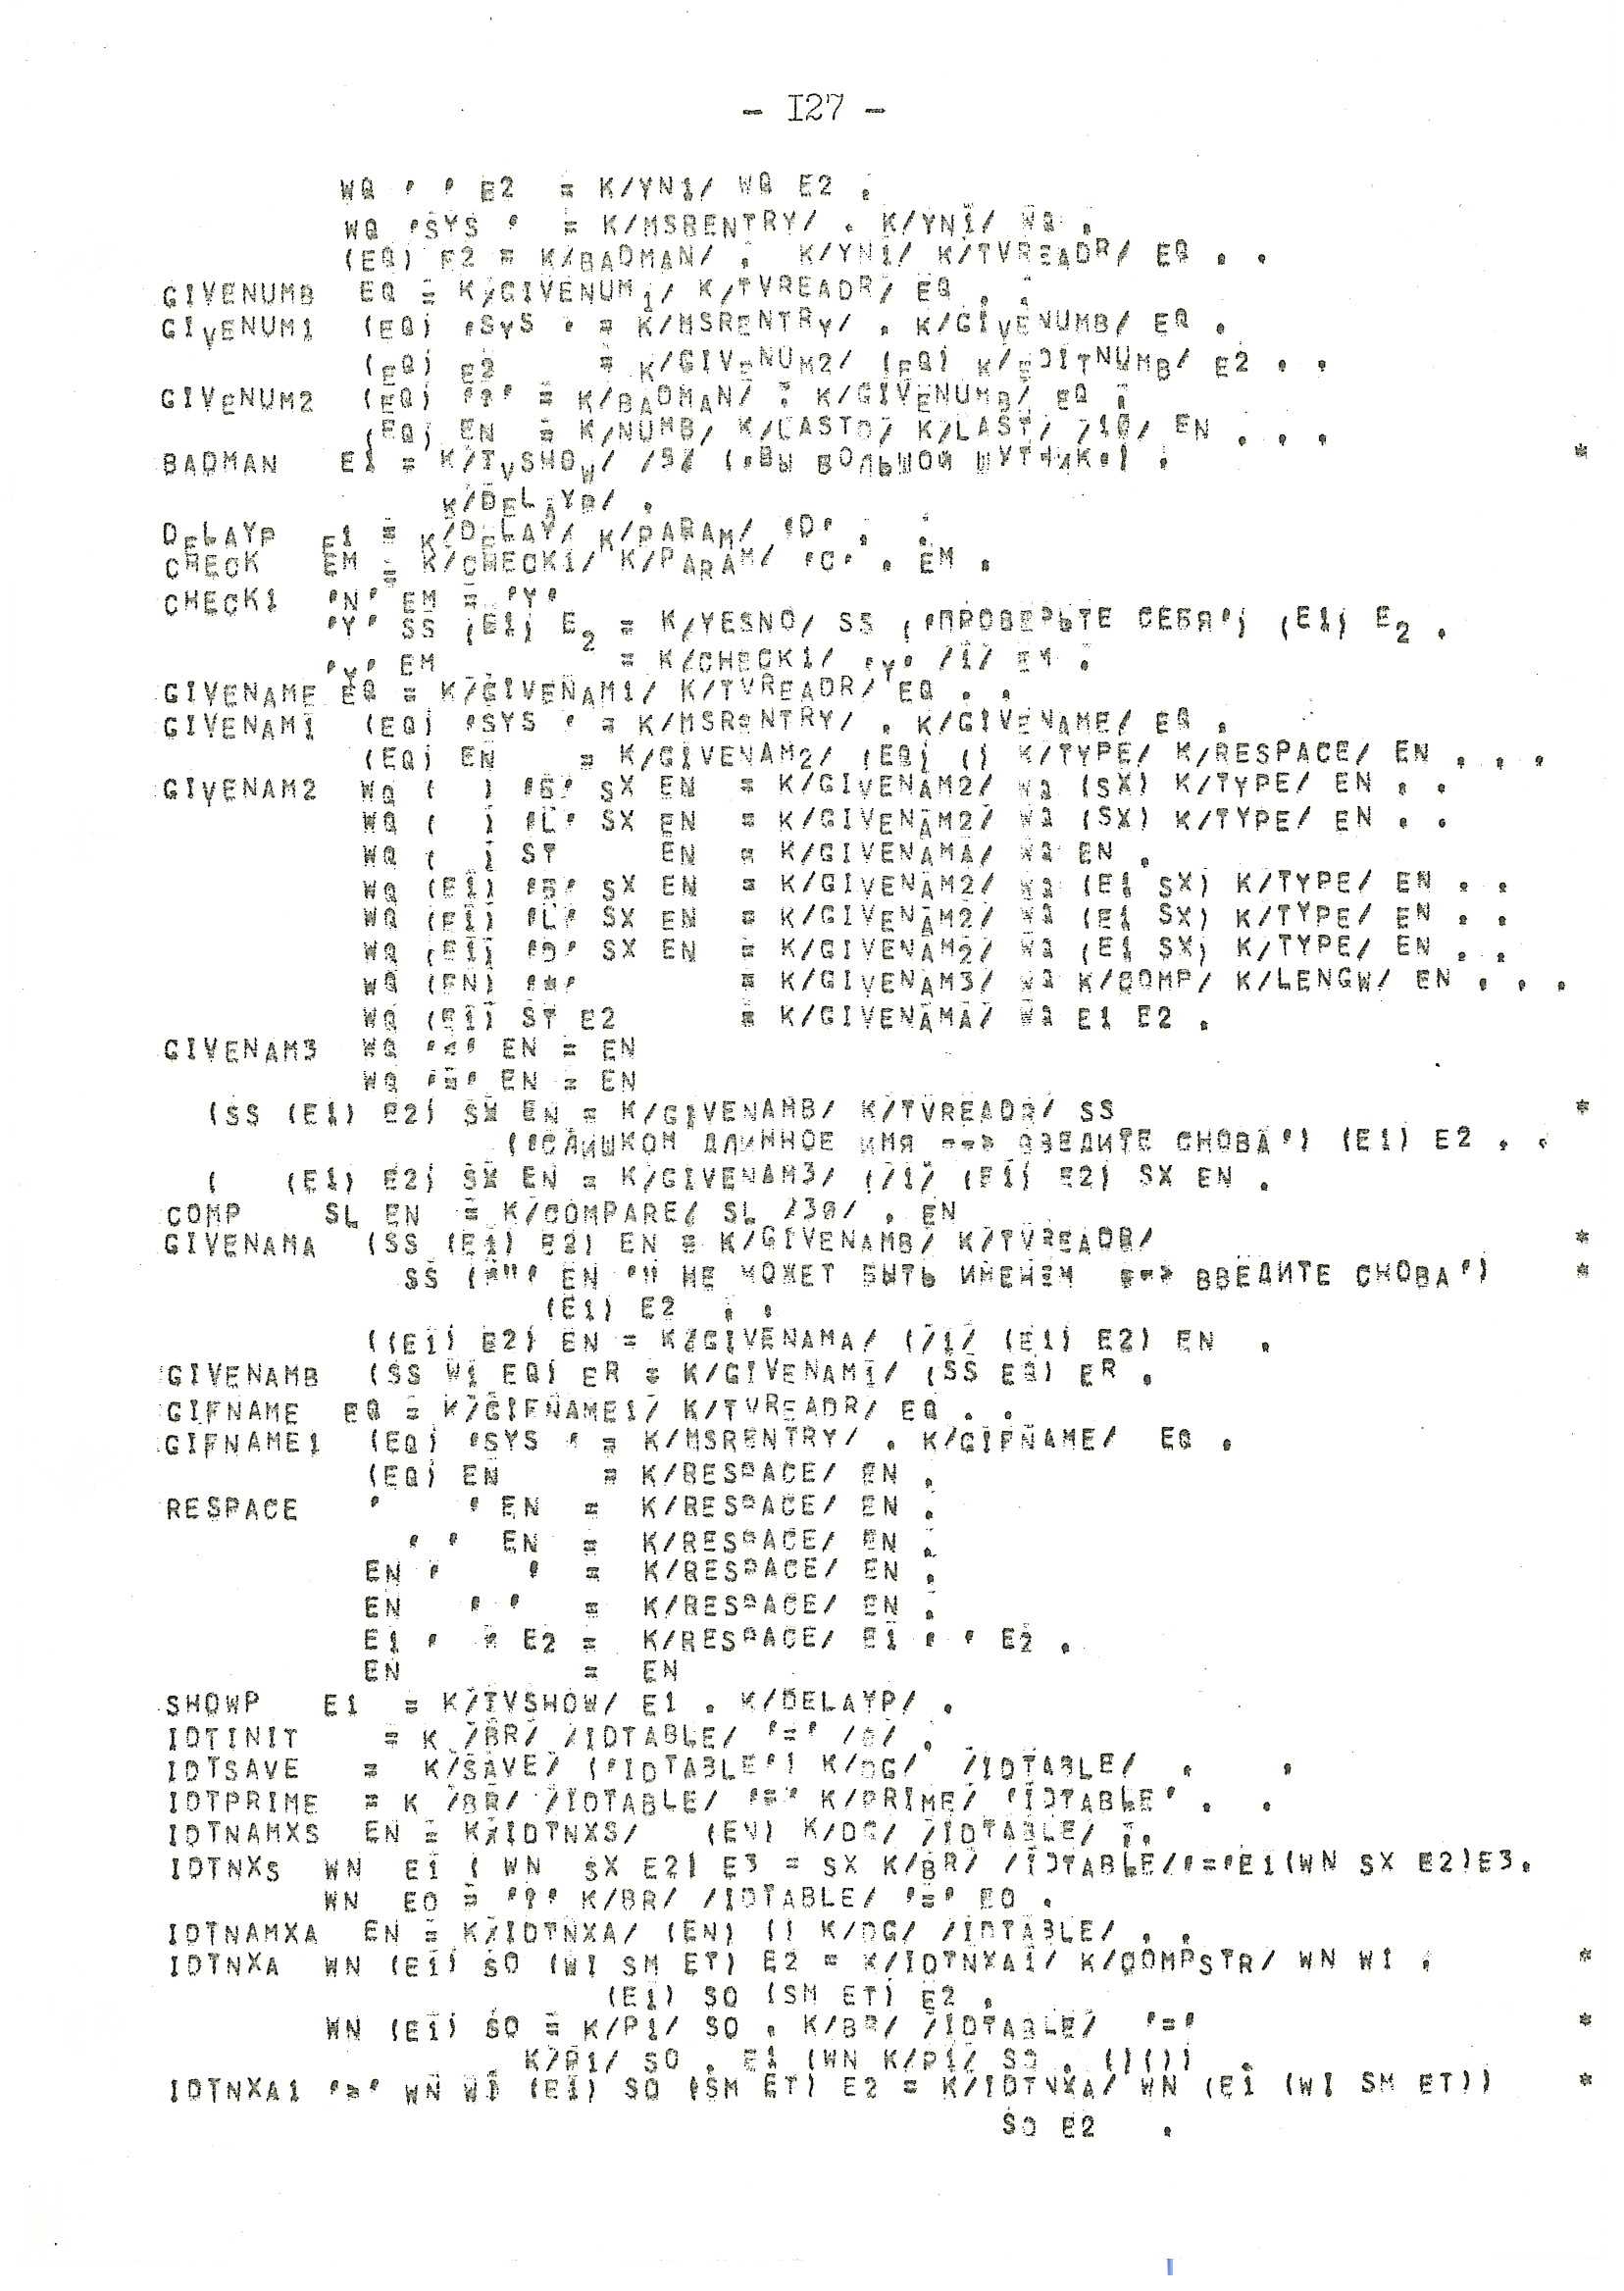 - I27 -
WQ ' ' E2 = K/YN1/ WQ E2 .
WQ 'SYS ' = K/MSRENTRY/ . K/YN1/ WQ .
(EQ) E2 = K/BADMAN/ . K/YN1/ K/TVREADR/ EQ . .
GIVENUMB EQ = K/GIVENUM1/ K/TVREADR/ EQ . .
GIVENUM1 (EQ) 'SYS ' = K/MSRENTRY/ . K/GIVENUMB/ EQ .
(EQ) E2 = K/GIVENUM2/ (EQ) K/EDITNUMB/ E2 . .
GIVENUM2 (EQ) '?' = K/BADMAN/ . K/GIVENUMB/ EQ .
(EQ) EN = K/NUMB/ K/LASTD/ K/LAST/ /10/ EN . . .
BADMAN E1 = K/TVSHOW/ /9/ ('ВЫ БОЛЬШОЙ ШУТНИК') . *
K/DELAYP/ .
DELAYP E1 = K/DELAY/ K/PARAM/ 'D' . .
CHECK EM = K/CHECK1/ K/PARAM/ 'C' . EM .
CHECK1 'N' EM = 'Y'
'Y' SS (E1) E2 = K/YESNO/ SS ('ПРОВЕРЬТЕ СЕБЯ') (E1) E2 .
'Y' EM = K/CHECK1/ 'Y' /1/ EM .
GIVENAME EQ = K/GIVENAM1/ K/TVREADR/ EQ . .
GIVENAM1 (EQ) 'SYS ' = K/MSRENTRY/ . K/GIVENAME/ EQ .
(EQ) EN = K/GIVENAM2/ (EQ) () K/TYPE/ K/RESPACE/ EN . . .
GIVENAM2 WQ ( ) 'Б' SX EN = K/GIVENAM2/ WQ (SX) K/TYPE/ EN . .
WQ ( ) 'L' SX EN = K/GIVENAM2/ WQ (SX) K/TYPE/ EN . .
WQ ( ) ST EN = K/GIVENAMA/ WQ EN .
WQ (E1) 'Б' SX EN = K/GIVENAM2/ WQ (E1 SX) K/TYPE/ EN . .
WQ (E1) 'L' SX EN = K/GIVENAM2/ WQ (E1 SX) K/TYPE/ EN . .
WQ (E1) 'D' SX EN = K/GIVENAM2/ WQ (E1 SX) K/TYPE/ EN . .
WQ (EN) '*' = K/GIVENAM3/ WQ K/COMP/ K/LENGW/ EN . . .
WQ (E1) ST E2 = K/GIVENAMA/ WQ E1 E2 .
GIVENAM3 WQ '<' EN = EN
WQ '=' EN = EN
(SS (E1) E2) SX EN = K/GIVENAMB/ K/TVREADR/ SS *
('СЛИШКОМ ДЛИННОЕ ИМЯ ==> ВВЕДИТЕ СНОВА') (E1) E2 . .
( (E1) E2) SX EN = K/GIVENAM3/ (/1/ (E1) E2) SX EN .
COMP SL EN = K/COMPARE/ SL /30/ . EN
GIVENAMA (SS (E1) E2) EN = K/GIVENAMB/ K/TVREADR/ *
SS ('"' EN '" НЕ МОЖЕТ БЫТЬ ИМЕНЕМ ==> ВВЕДИТЕ СНОВА') *
(E1) E2 . .
((E1) E2) EN = K/GIVENAMA/ (/1/ (E1) E2) EN .
GIVENAMB (SS W1 EQ) ER = K/GIVENAM1/ (SS EQ) ER .
GIFNAME EQ = K/GIFNAME1/ K/TVREADR/ EQ . .
GIFNAME1 (EQ) 'SYS ' = K/MSRENTRY/ . K/GIFNAME/ EQ .
(EQ) EN = K/RESPACE/ EN .
RESPACE ' ' EN = K/RESPACE/ EN .
' ' EN = K/RESPACE/ EN .
EN ' ' = K/RESPACE/ EN .
EN ' ' = K/RESPACE/ EN .
E1 ' ' E2 = K/RESPACE/ E1 ' ' E2 .
EN = EN
SHOWP E1 = K/TVSHOW/ E1 . K/DELAYP/ .
IDTINIT = K /BR/ /IDTABLE/ '=' /0/ .
IDTSAVE = K/SAVE/ ('IDTABLE') K/DG/ /IDTABLE/ . .
IDTPRIME = K /BR/ /IDTABLE/ '=' K/PRIME/ 'IDTABLE' . .
IDTNAMXS EN = K/IDTNXS/ (EN) K/DG/ /IDTABLE/ ..
IDTNXS WN E1 ( WN SX E2) E3 = SX K/BR/ /IDTABLE/'='E1(WN SX E2)E3.
WN EO = '?' K/BR/ /IDTABLE/ '=' EO .
IDTNAMXA EN = K/IDTNXA/ (EN) () K/DG/ /IDTABLE/ . .
IDTNXA WN (E1) SO (WI SM ET) E2 = K/IDTNXA1/ K/COMPSTR/ WN WI . *
(E1) SO (SM ET) E2 .
WN (E1) SO = K/P1/ SO . K/BR/ /IDTABLE/ '=' *
K/P1/ SO . E1 (WN K/P1/ SO . ()()) .
IDTNXA1 '=' WN WI (E1) SO (SM ET) E2 = K/IDTNXA/ WN (E1 (WI SM ET)) *
SO E2 .